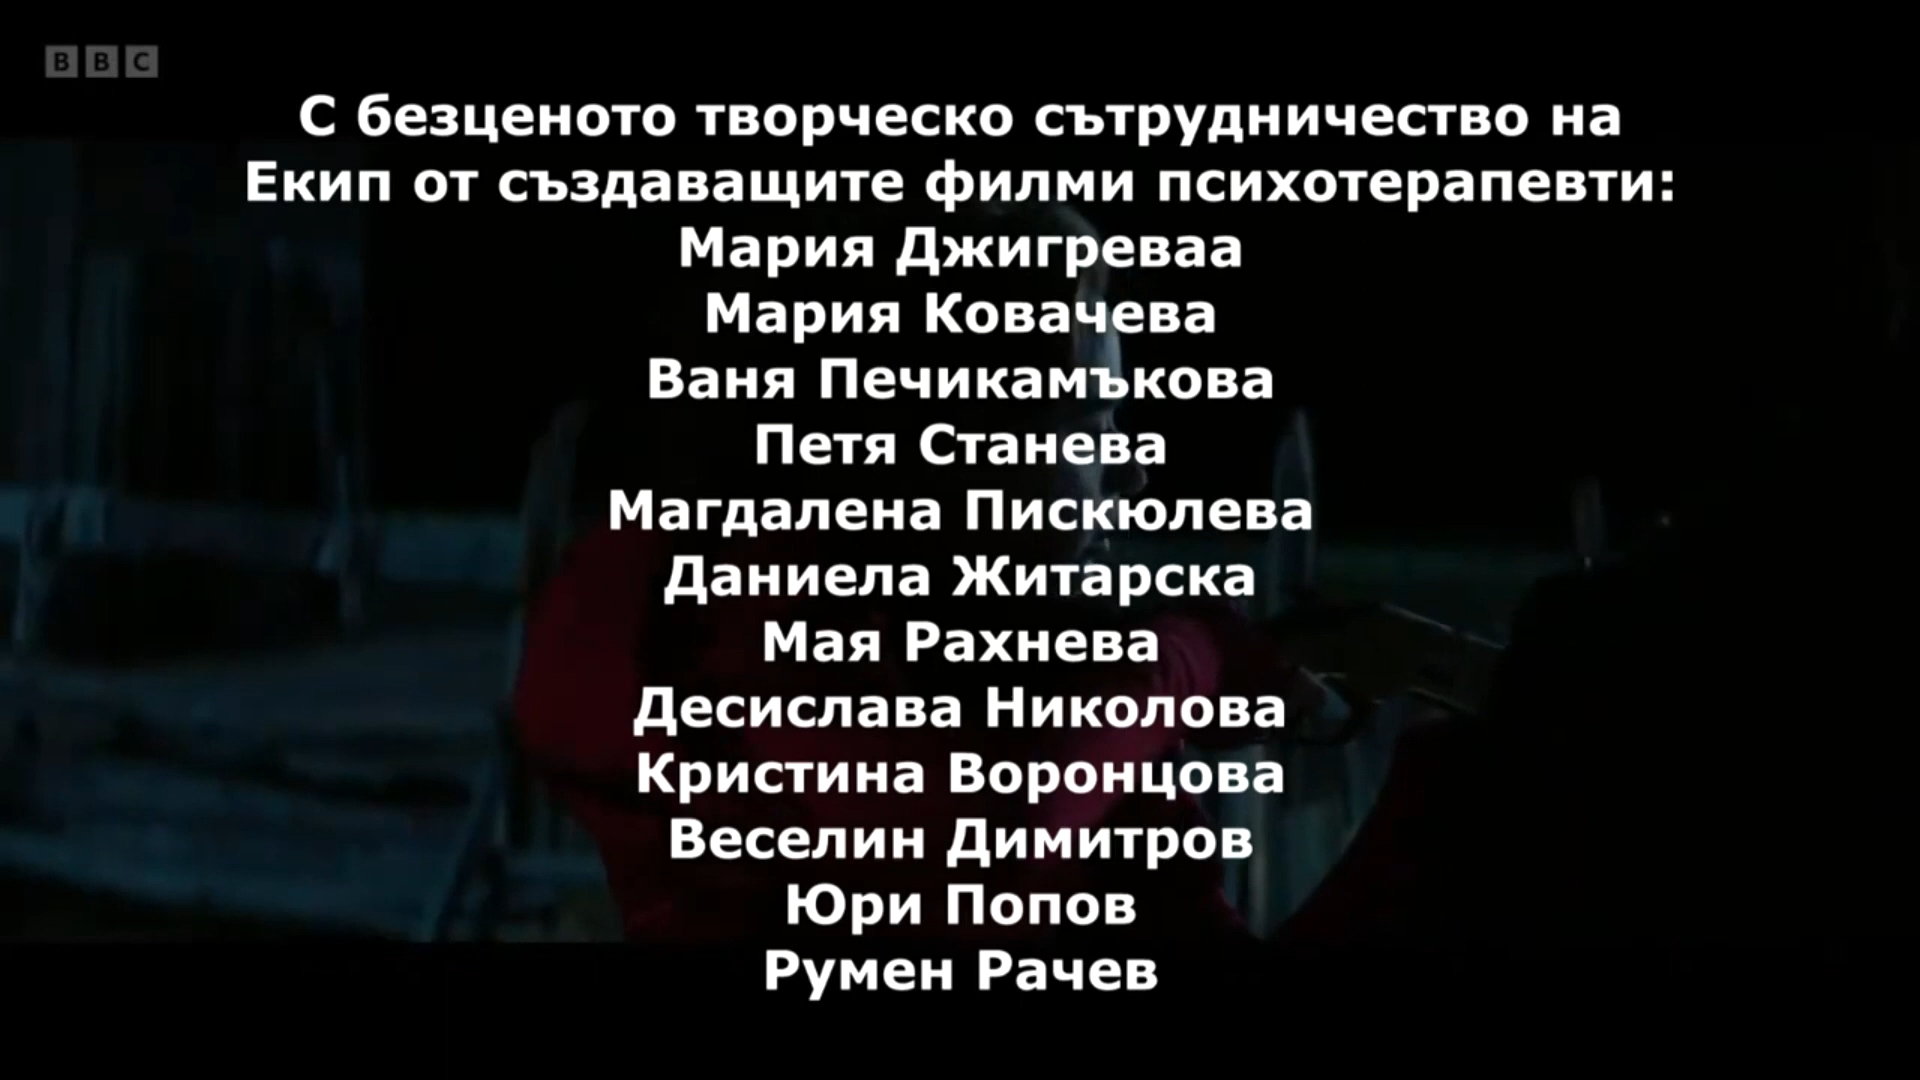 BBC
С безценото творческо сътрудничество на
Екип от създаващите филми психотерапевти:
Мария Джигреваа
Мария Ковачева
Ваня Печикамъкова
Петя Станева
Магдалена Пискюлева
Даниела Житарска
Мая Рахнева
Десислава Николова
Кристина Воронцова
Веселин Димитров
Юри Попов
Румен Рачев